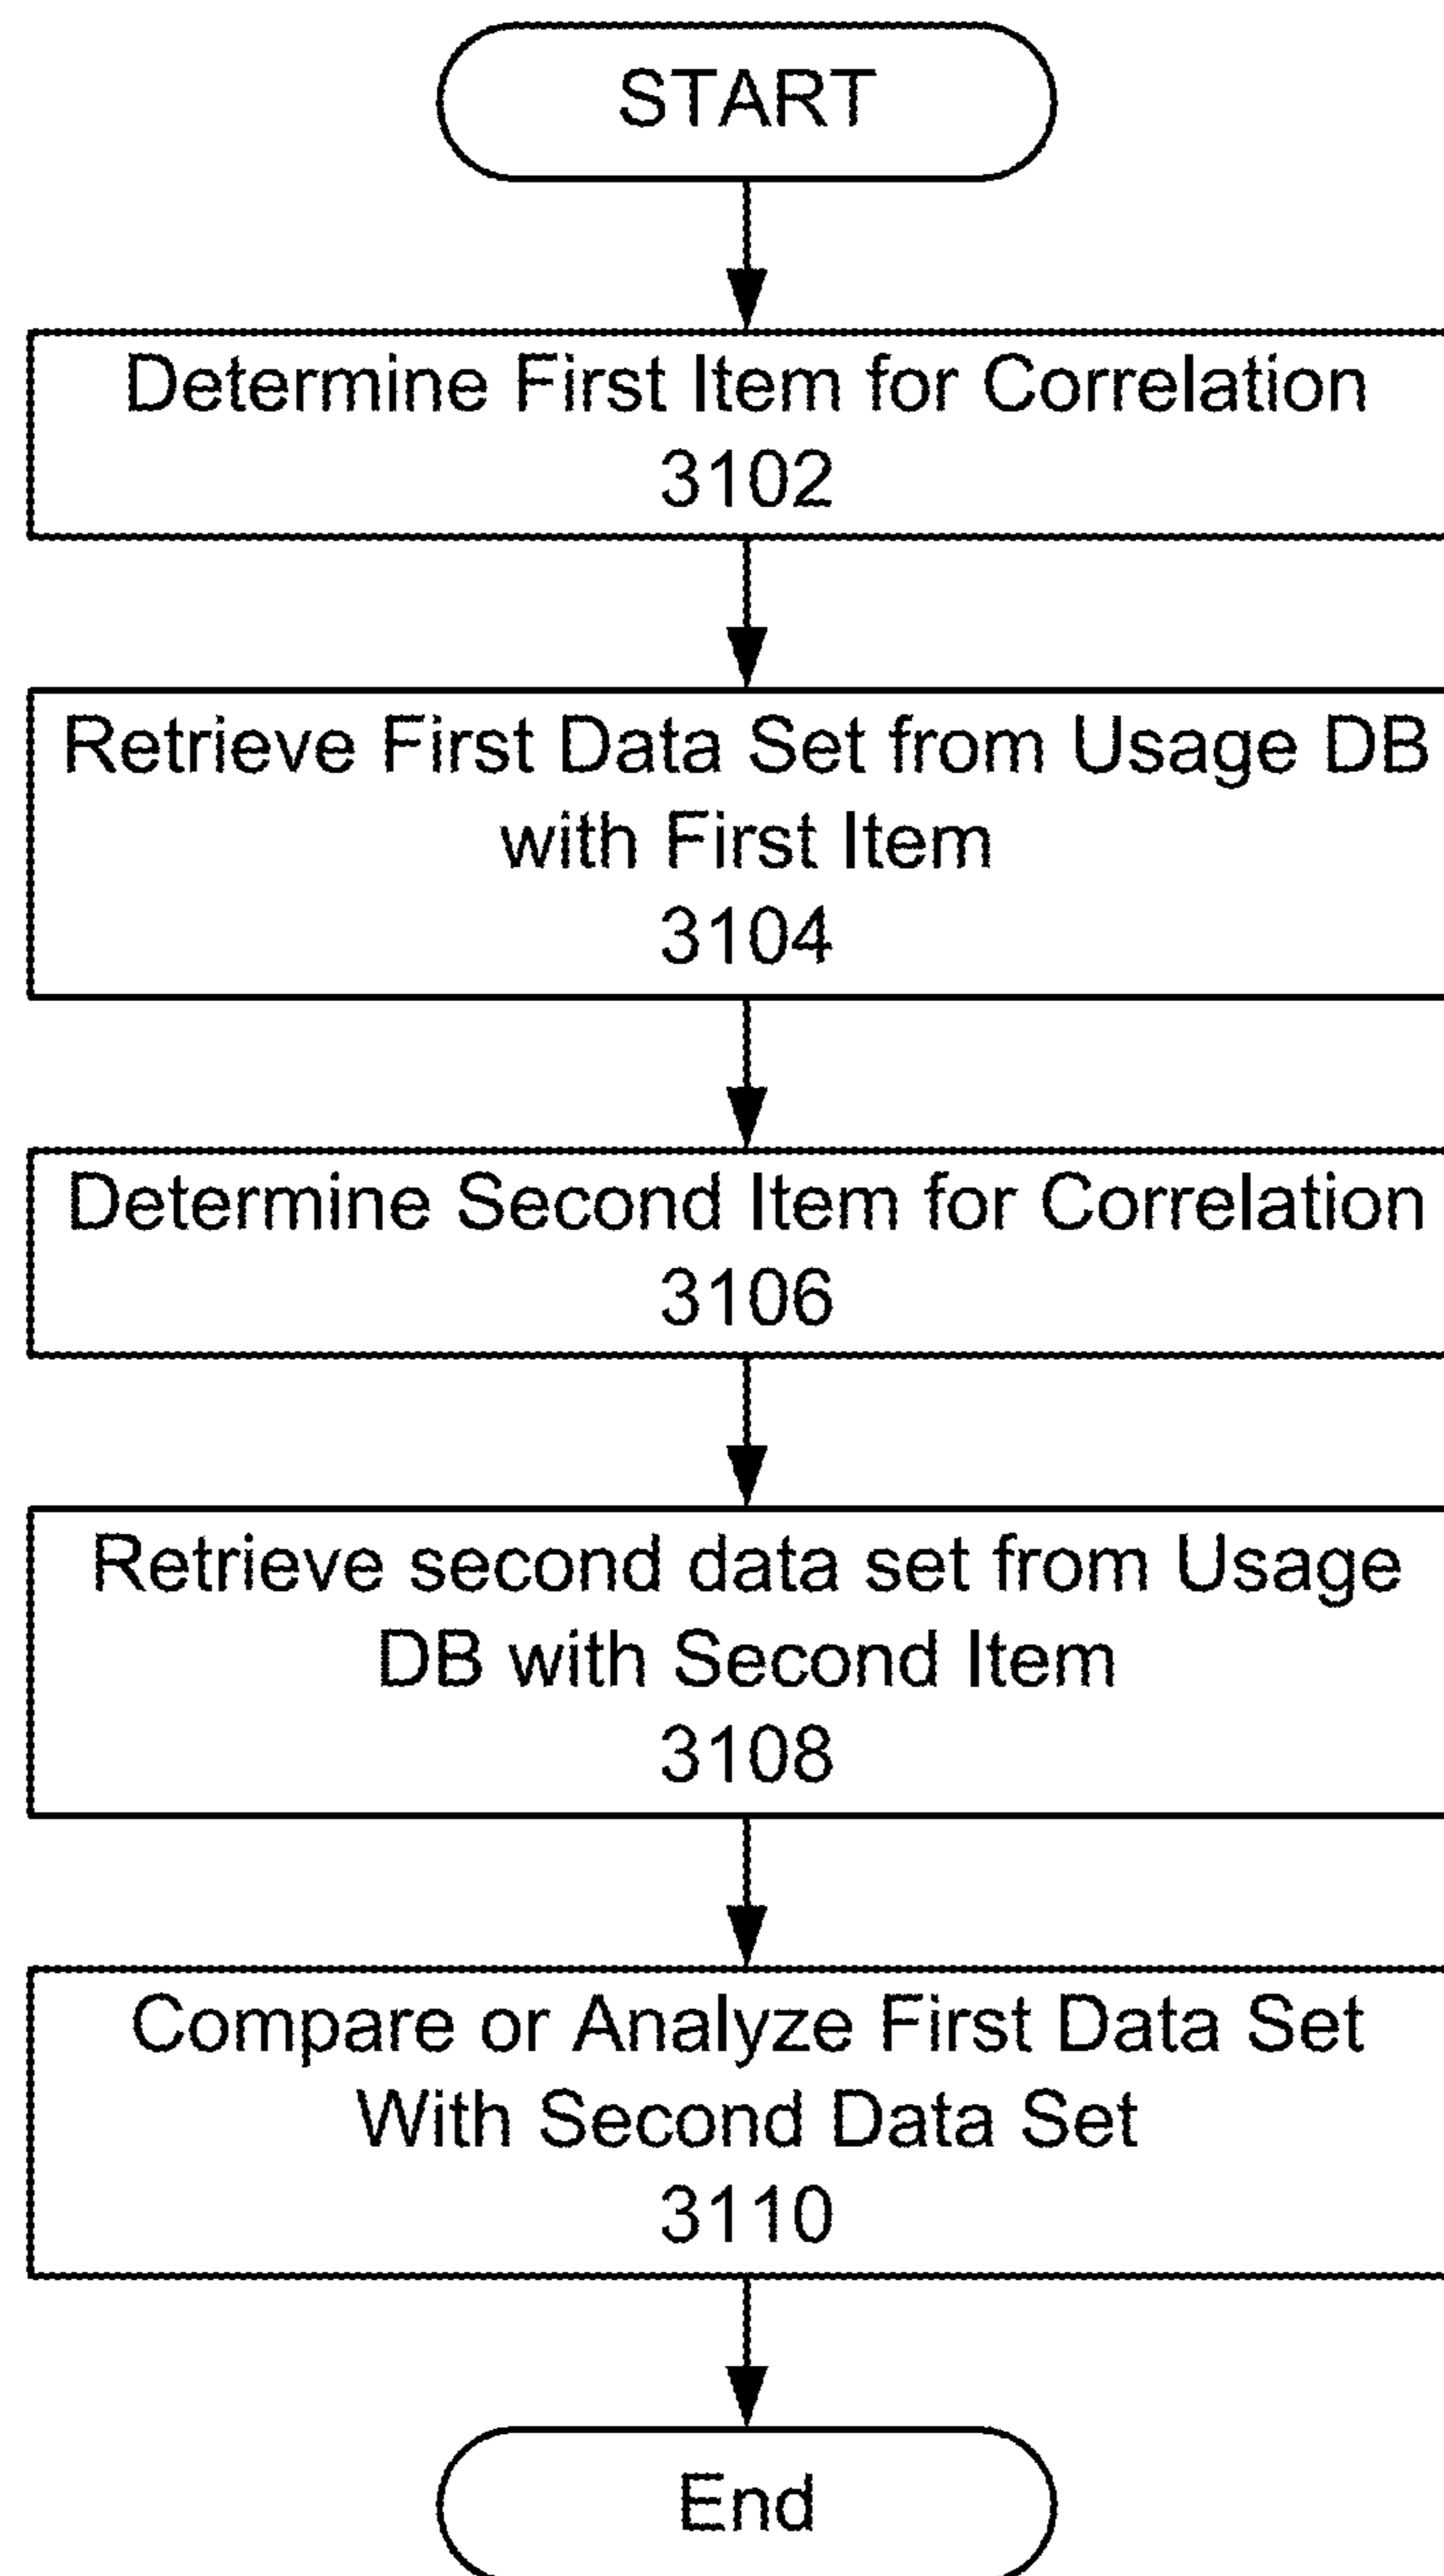 START
Determine First Item for Correlation
3102
Retrieve First Data Set from Usage DB
with First Item
3104
Determine Second Item for Correlation
3106
Retrieve second data set from Usage
DB with Second Item
3108
Compare or Analyze First Data Set
With Second Data Set
3110
End